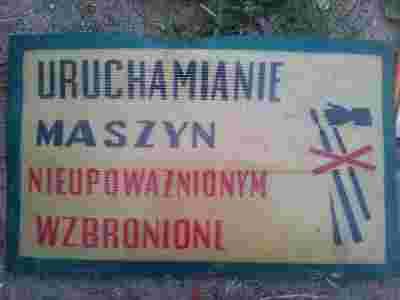 URUCHAMIANIE
MASZYN
NIEUPOWAŻNIONYM
WZBRONIONE